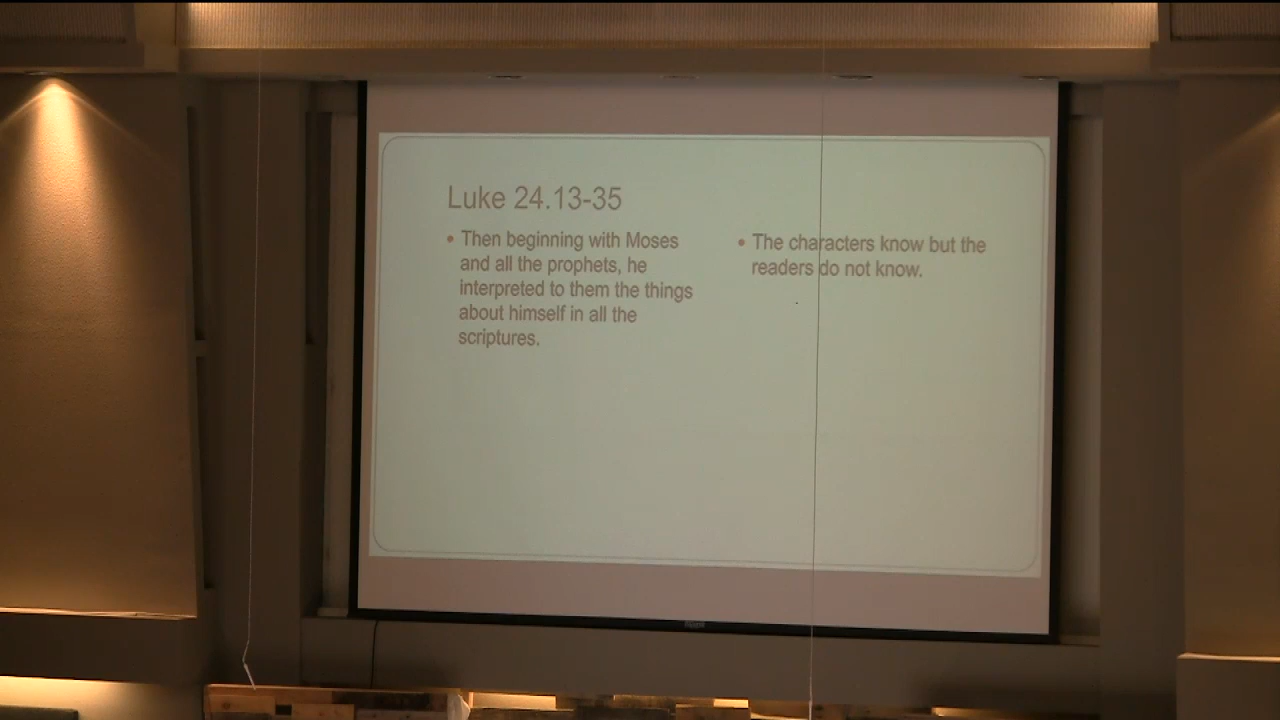 Luke 24.13-35
• Then beginning with Moses
and all the prophets, he
interpreted to them the things
about himself in all the
scriptures.
• The characters know but the
readers do not know.